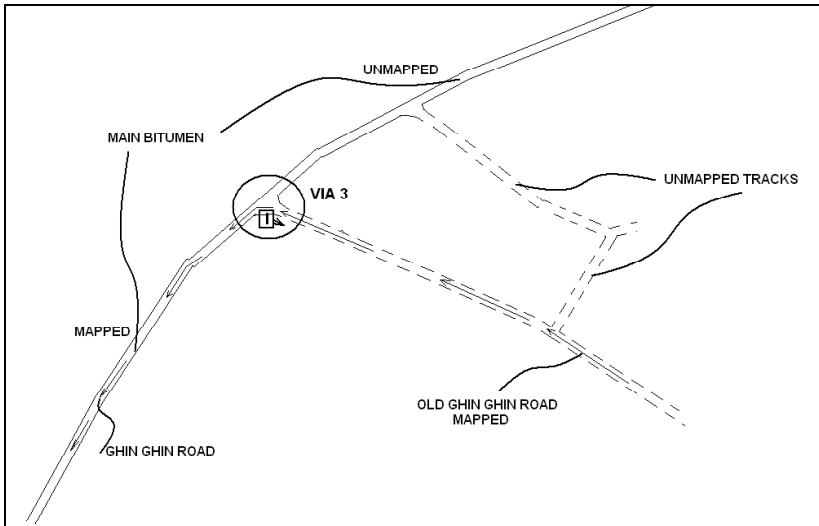 UNMAPPED
MAIN BITUMEN
VIA 3
UNMAPPED TRACKS
I
MAPPED
OLD GHIN GHIN ROAD
MAPPED
GHIN GHIN ROAD